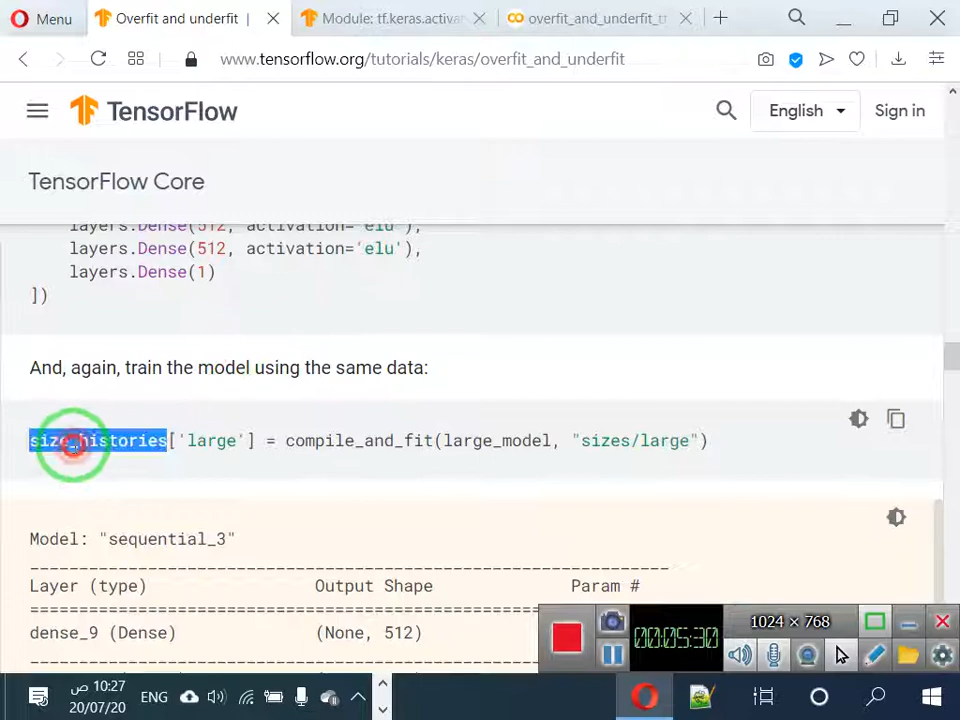 Menu
Overfit and underfit |
Module: tf.keras.activa
overfit_and_underfit_t
www.tensorflow.org/tutorials/keras/overfit_and_underfit
TensorFlow
English
Sign in
TensorFlow Core
layers.Dense(512, activation='elu'),
layers.Dense(512, activation='elu'),
layers.Dense(1)
])
And, again, train the model using the same data:
size_histories['large'] = compile_and_fit(large_model, "sizes/large")
Model: "sequential_3"
Layer (type) Output Shape Param #
dense_9 (Dense) (None, 512)
00:05:30
1024 × 768
10:27 ص
ENG
20/07/20